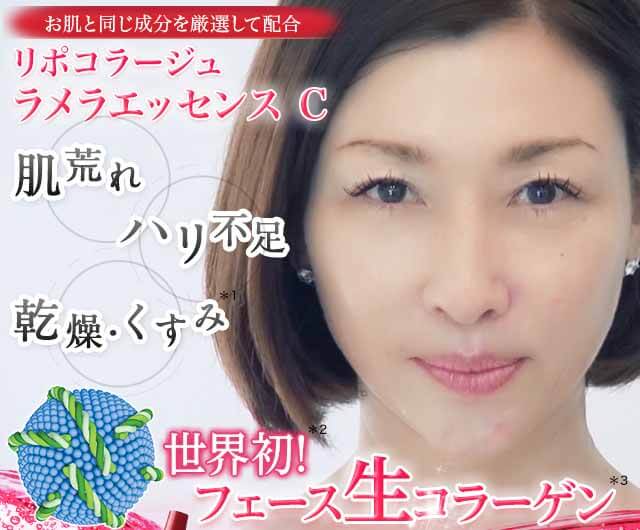 お肌と同じ成分を厳選して配合
リポコラージュ
ラメラエッセンス C
肌荒れ
ハリ不足
乾燥・くすみ*1
世界初!*2
フェース生コラーゲン*3